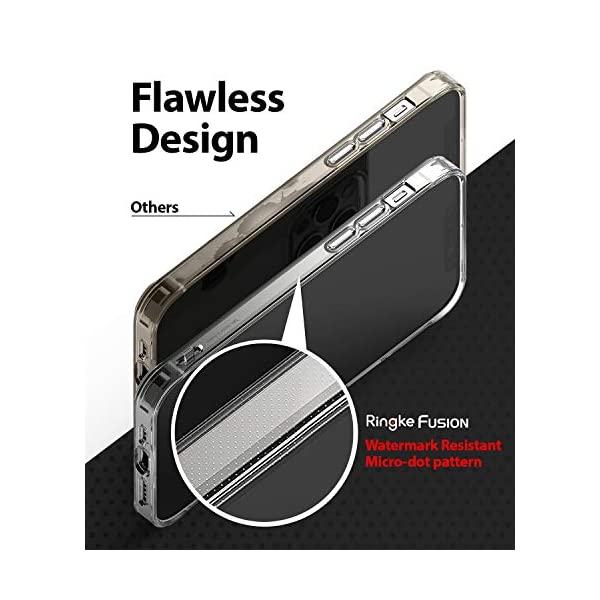 Flawless
Design
Others
Ringke FUSION
Watermark Resistant
Micro-dot pattern